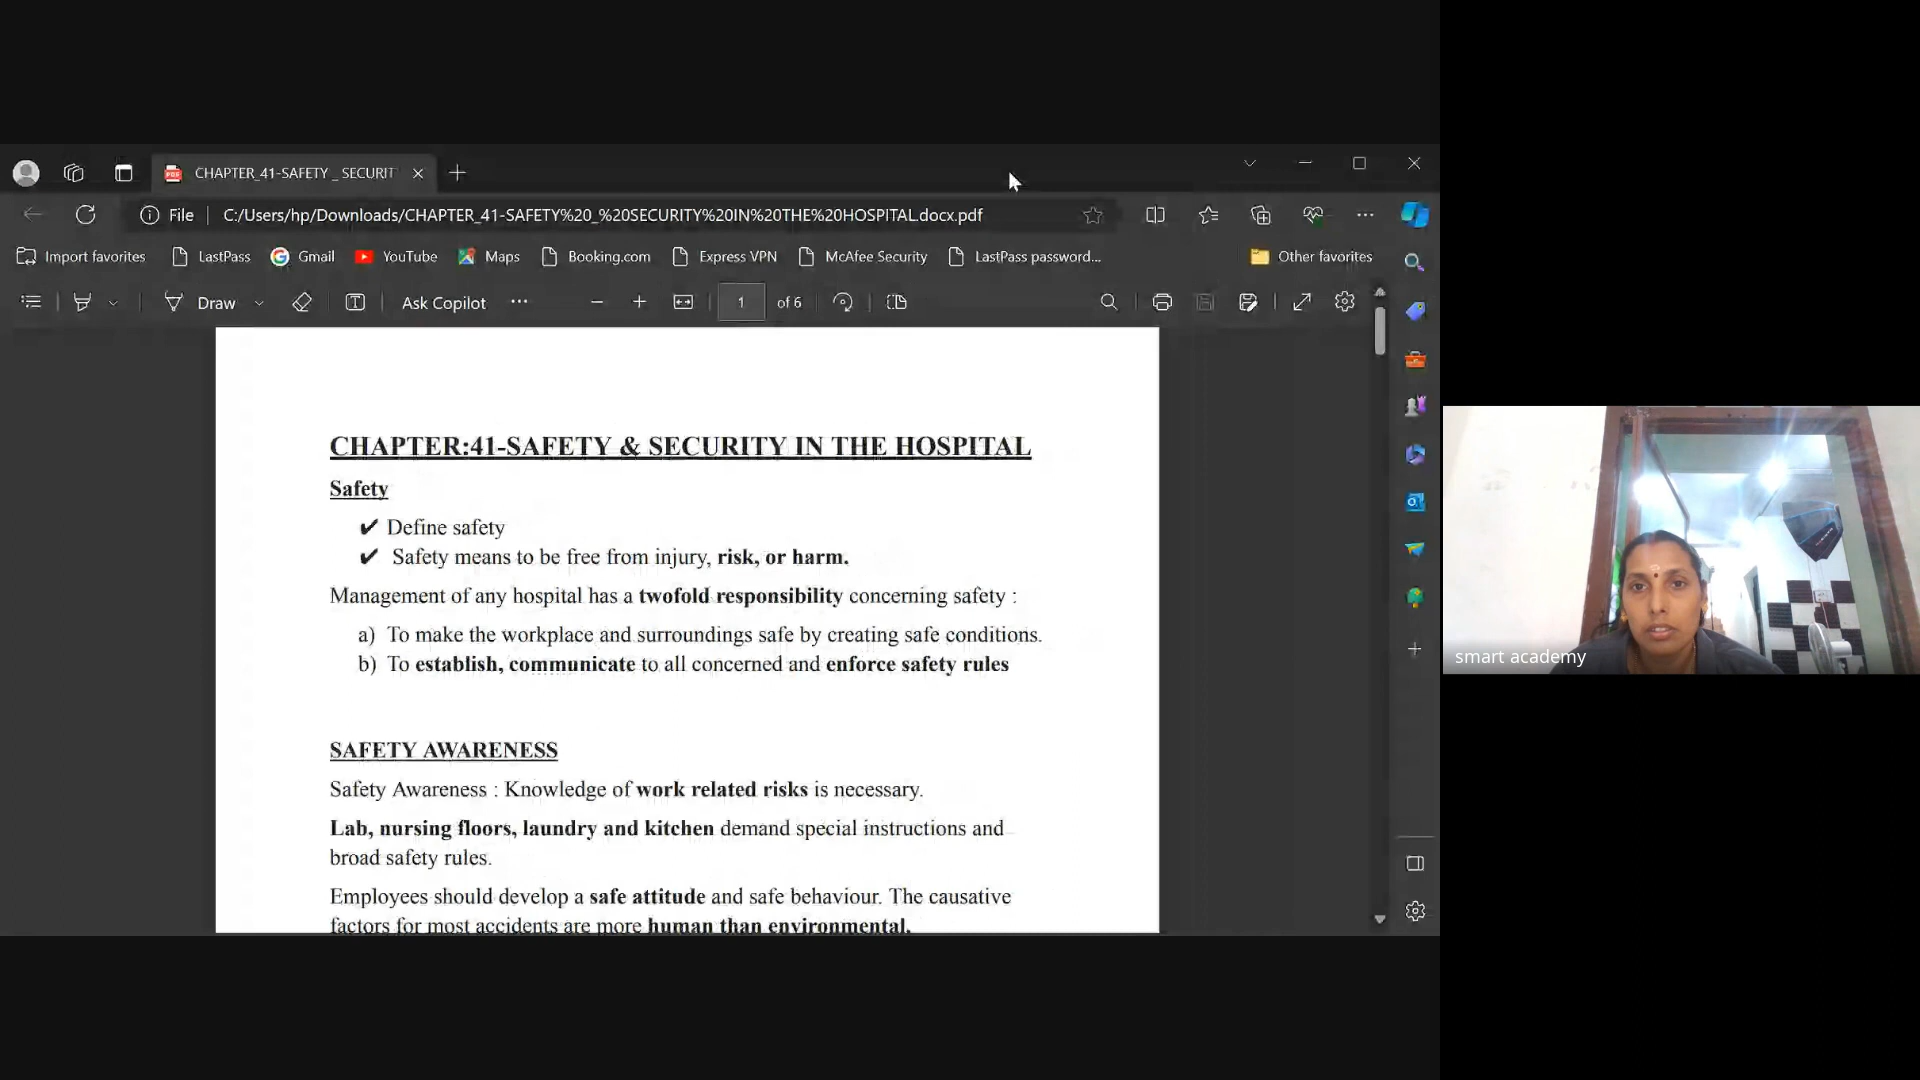 CHAPTER_41-SAFETY _ SECURIT
File
C:/Users/hp/Downloads/CHAPTER_41-SAFETY%20_%20SECURITY%20IN%20THE%20HOSPITAL.docx.pdf
Import favorites LastPass Gmail YouTube Maps Booking.com Express VPN McAfee Security LastPass password... Other favorites
Draw Ask Copilot 1 of 6
CHAPTER:41-SAFETY & SECURITY IN THE HOSPITAL
Safety
✔ Define safety
✔ Safety means to be free from injury, risk, or harm.
Management of any hospital has a twofold responsibility concerning safety :
a) To make the workplace and surroundings safe by creating safe conditions.
b) To establish, communicate to all concerned and enforce safety rules
SAFETY AWARENESS
Safety Awareness : Knowledge of work related risks is necessary.
Lab, nursing floors, laundry and kitchen demand special instructions and
broad safety rules.
Employees should develop a safe attitude and safe behaviour. The causative
factors for most accidents are more human than environmental.
smart academy